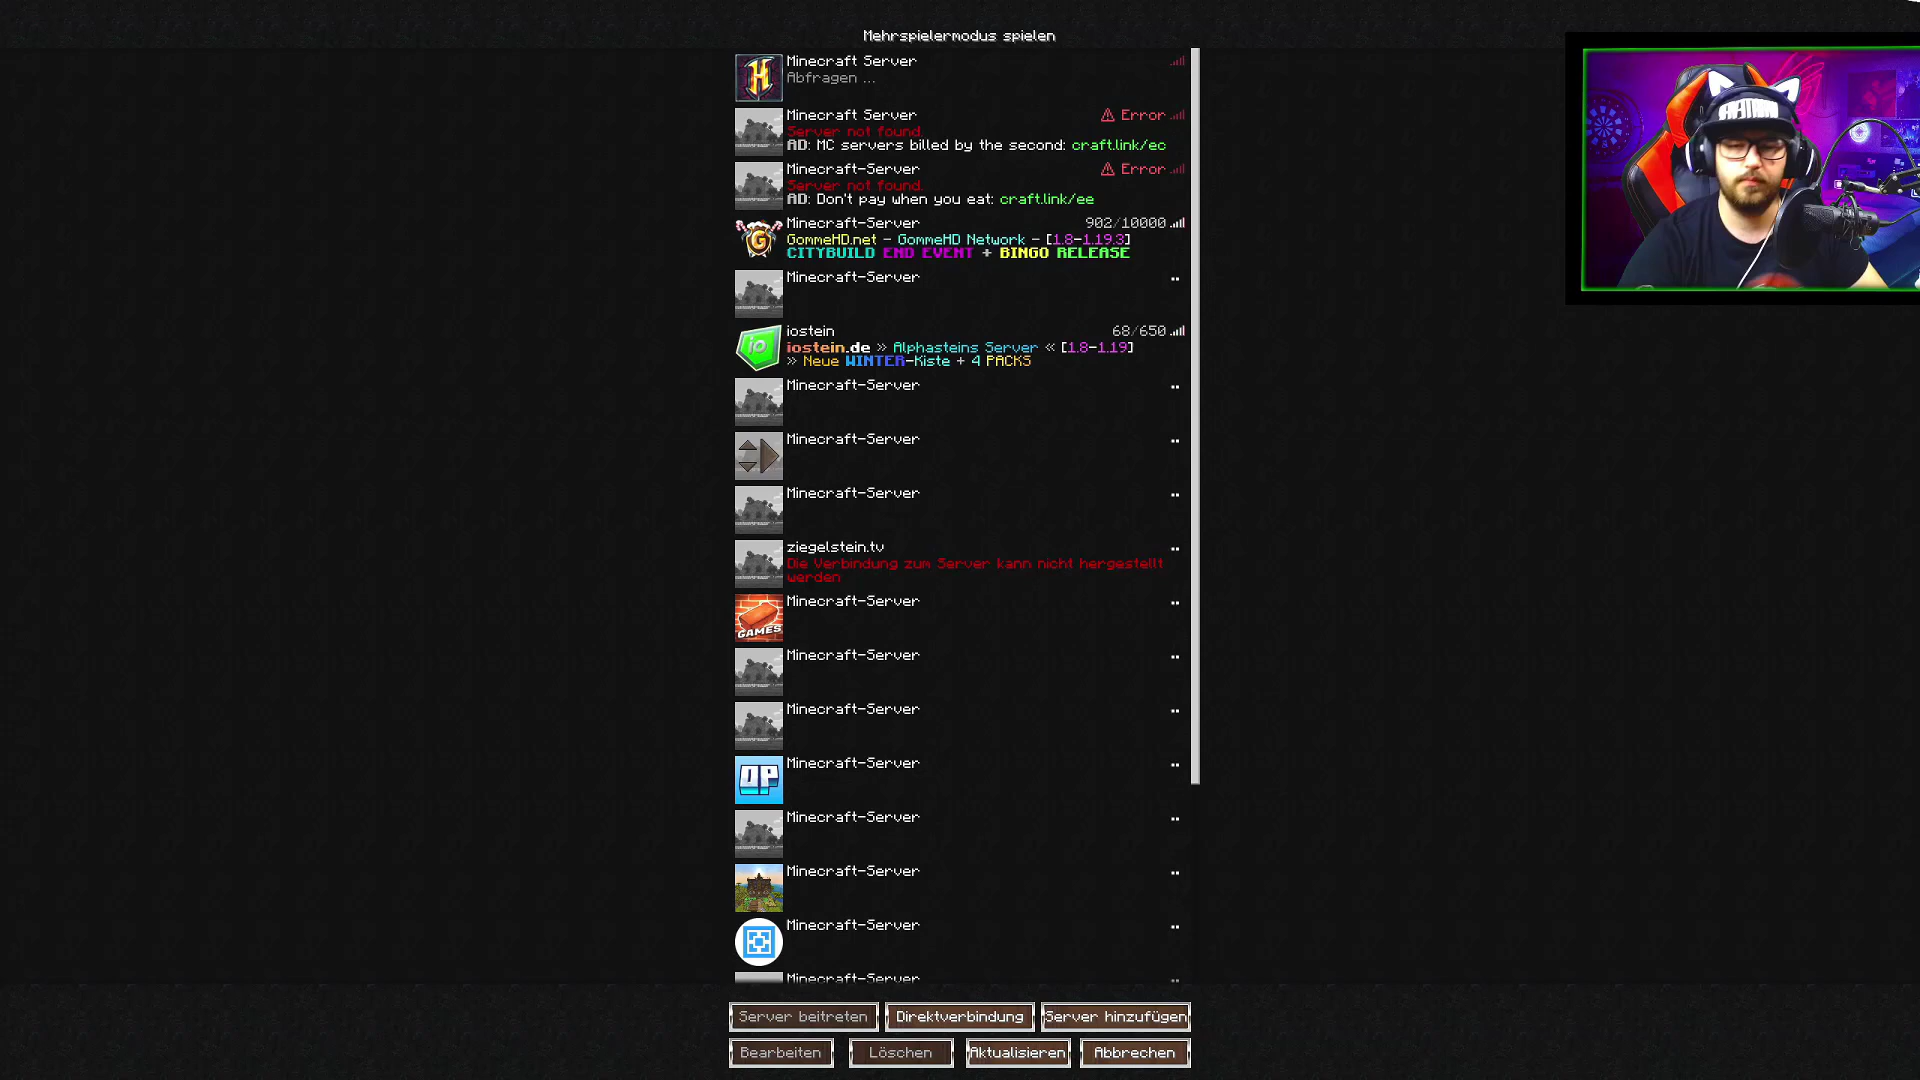 Mehrspielermodus spielen
Minecraft Server
Abfragen ...
Minecraft Server
Error
Server not found.
AD: MC servers billed by the second: craft.link/ec
Minecraft-Server
Error
Server not found.
AD: Don't pay when you eat: craft.link/ee
Minecraft-Server
902/10000
GommeHD.net - GommeHD Network - [1.8-1.19.3]
CITYBUILD END EVENT + BINGO RELEASE
Minecraft-Server
iostein
68/650
io
iostein.de » Alphasteins Server « [1.8-1.19]
» Neue WINTER-Kiste + 4 PACKS
Minecraft-Server
Minecraft-Server
Minecraft-Server
ziegelstein.tv
Die Verbindung zum Server kann nicht hergestellt
werden
Minecraft-Server
GAMES
Minecraft-Server
Minecraft-Server
Minecraft-Server
OP
Minecraft-Server
Minecraft-Server
Minecraft-Server
Minecraft-Server
Server beitreten
Direktverbindung
Server hinzufügen
Bearbeiten
Löschen
Aktualisieren
Abbrechen